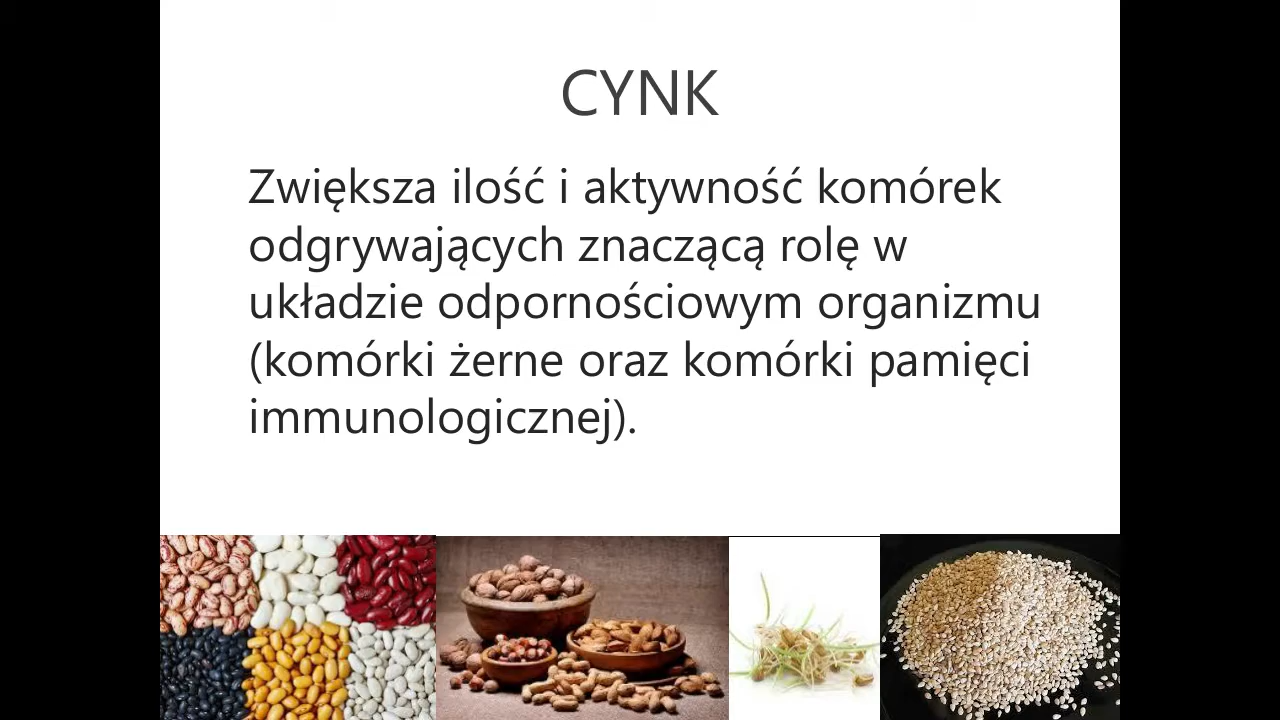 CYNK
Zwiększa ilość i aktywność komórek
odgrywających znaczącą rolę w
układzie odpornościowym organizmu
(komórki żerne oraz komórki pamięci
immunologicznej).